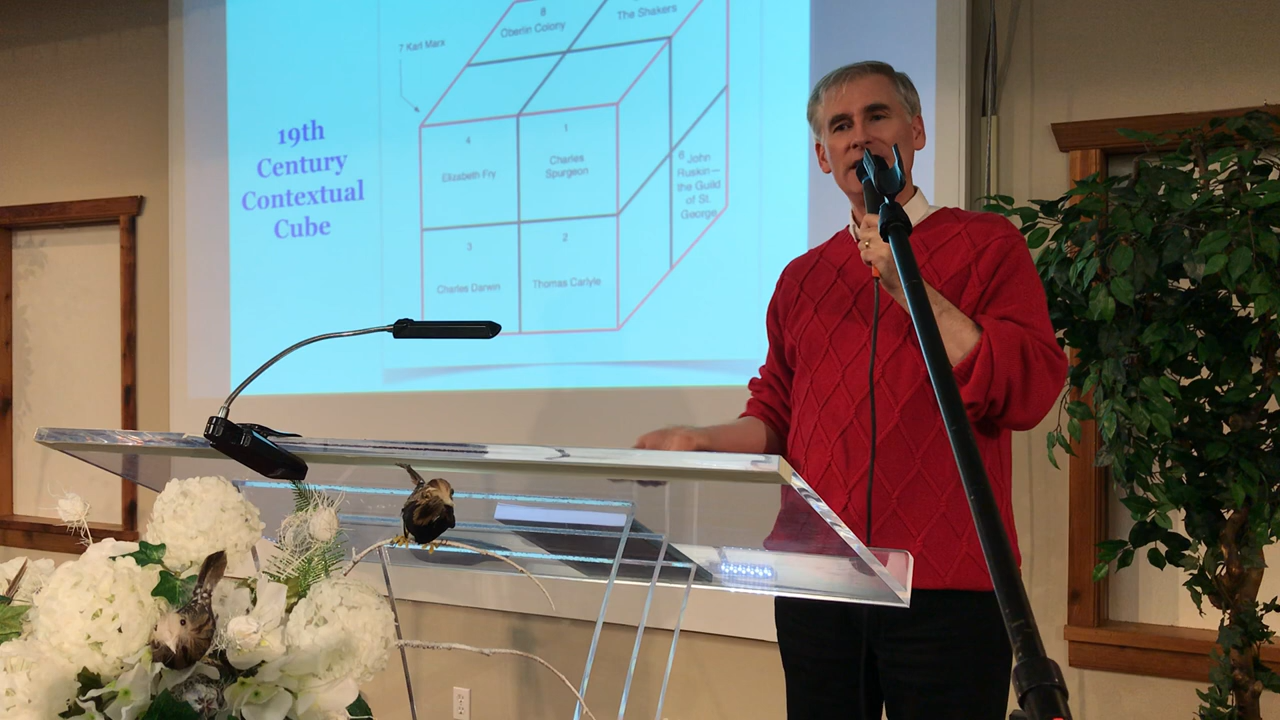 19th
Century
Contextual
Cube
7 Karl Marx
8
Oberlin Colony
The Shakers
4
Elizabeth Fry
1
Charles
Spurgeon
3
Charles Darwin
2
Thomas Carlyle
6 John
Ruskin—
the Guild
of St.
George